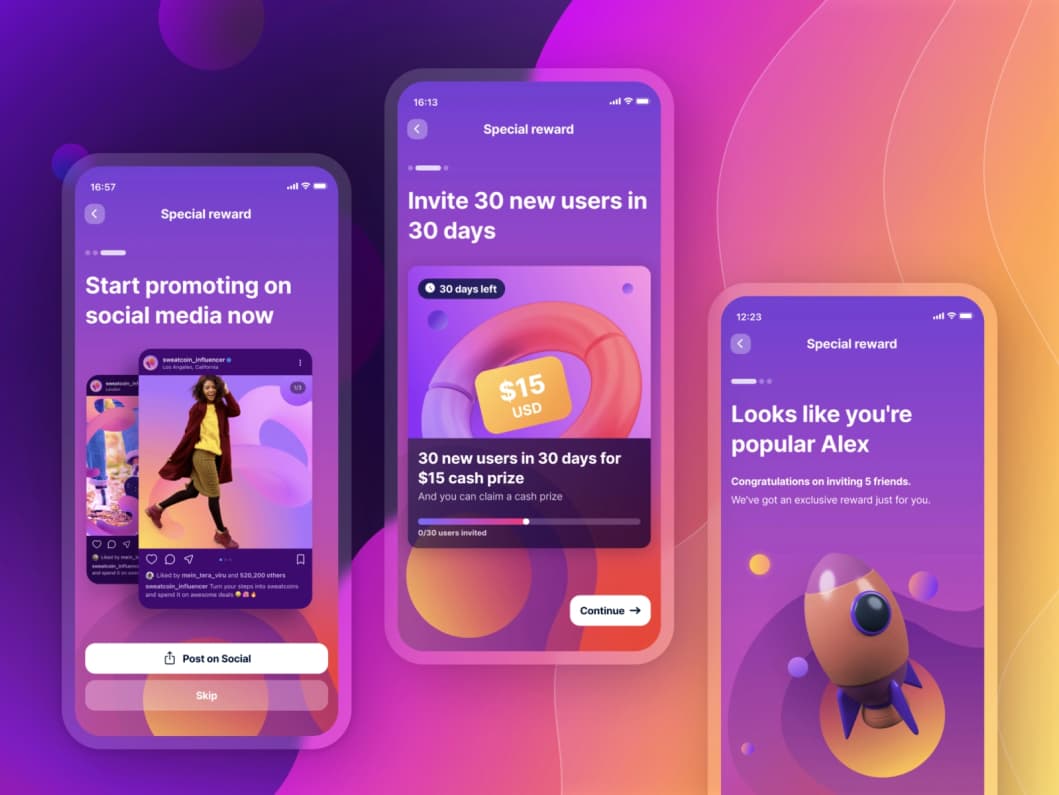 16:57
Special reward
Start promoting on
social media now
sweatcoin_influencer
Los Angeles, California
1/3
London
Liked by mein_tera_viru and 520,200 others
sweatcoin_influencer Turn your steps into sweatcoins
and spend it on awesome deals 😀 🎁 🔥
Liked by mein_t
sweatcoin_influ
and spend it on awe
Post on Social
Skip
16:13
Special reward
Invite 30 new users in
30 days
30 days left
$15
USD
30 new users in 30 days for
$15 cash prize
And you can claim a cash prize
0/30 users invited
Continue →
12:23
Special reward
Looks like you're
popular Alex
Congratulations on inviting 5 friends.
We've got an exclusive reward just for you.